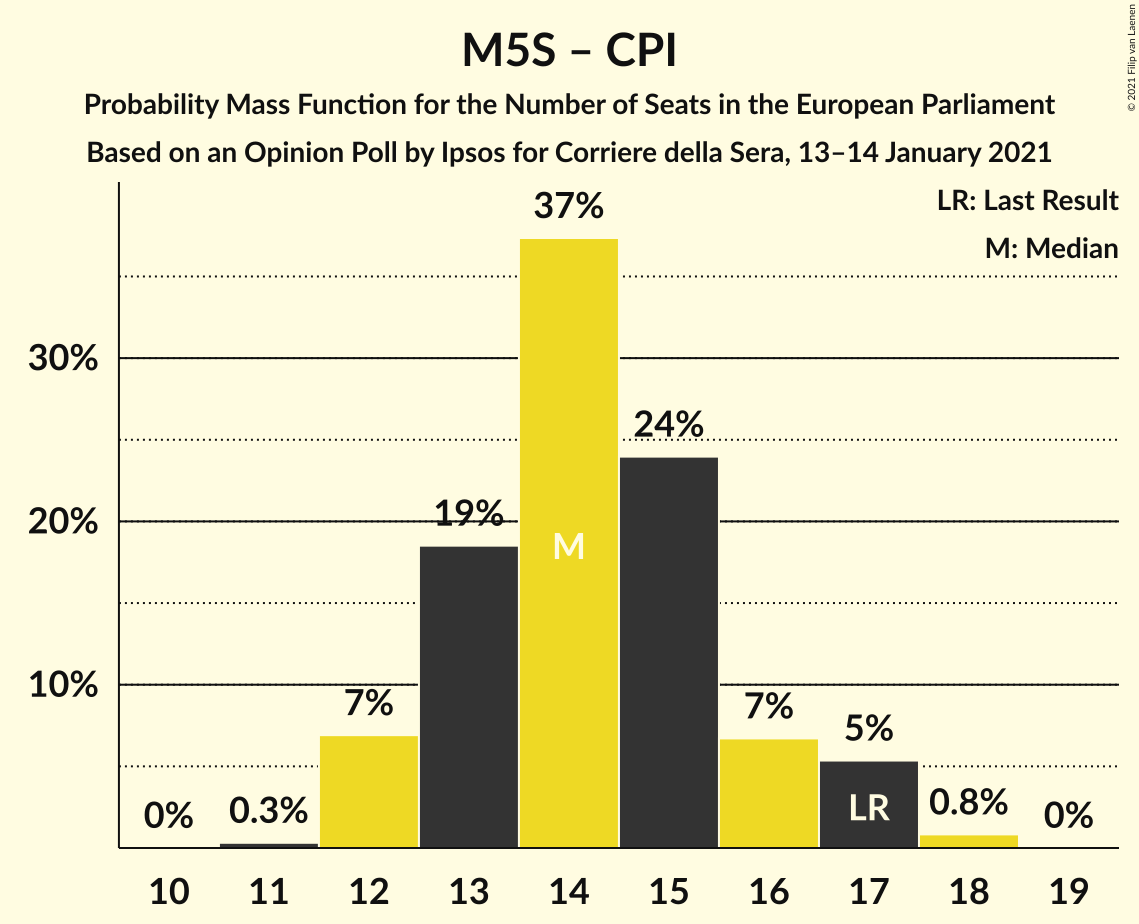 M5S – CPI
Probability Mass Function for the Number of Seats in the European Parliament
Based on an Opinion Poll by Ipsos for Corriere della Sera, 13–14 January 2021
© 2021 Filip van Laenen
LR: Last Result
M: Median
30%
20%
10%
0%
0.3%
7%
19%
37%
M
24%
7%
5%
LR
0.8%
0%
10 11 12 13 14 15 16 17 18 19